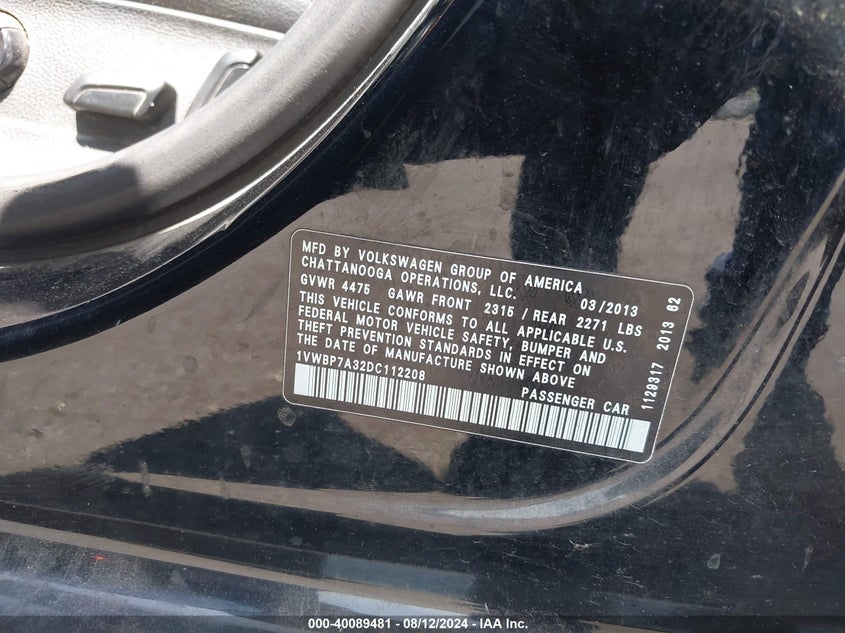 MFD BY VOLKSWAGEN GROUP OF AMERICA
CHATTANOOGA OPERATIONS, LLC.
03/2013
GVWR 4475 GAWR FRONT 2315 / REAR 2271 LBS
THIS VEHICLE CONFORMS TO ALL APPLICABLE U.S.
FEDERAL MOTOR VEHICLE SAFETY, BUMPER AND
THEFT PREVENTION STANDARDS IN EFFECT ON
THE DATE OF MANUFACTURE SHOWN ABOVE
1VWBP7A32DC112208
PASSENGER CAR
1129317 2013 62
000-40089481 - 08/12/2024 - IAA Inc.